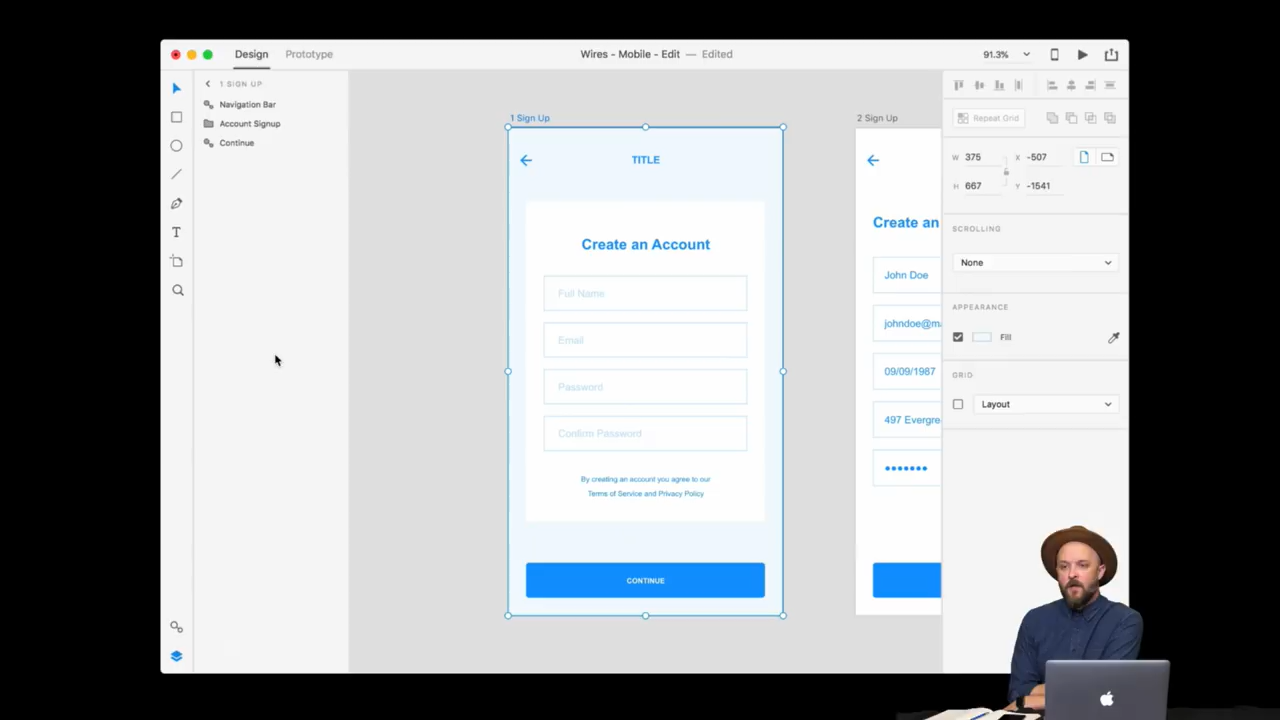 Design Prototype Wires - Mobile - Edit — Edited 91.3%
1 SIGN UP
Navigation Bar
Account Signup
Continue
1 Sign Up
TITLE
Create an Account
Full Name
Email
Password
Confirm Password
By creating an account you agree to our
Terms of Service and Privacy Policy
CONTINUE
2 Sign Up
Create an
John Doe
johndoe@ma
09/09/1987
497 Evergre
Repeat Grid
W 375 X -507
H 667 Y -1541
SCROLLING
None
APPEARANCE
Fill
GRID
Layout